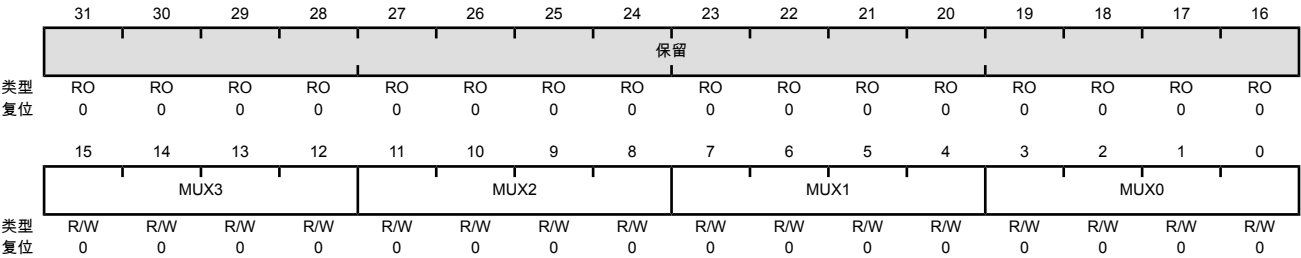 31 30 29 28 27 26 25 24 23 22 21 20 19 18 17 16
保留
类型 RO RO RO RO RO RO RO RO RO RO RO RO RO RO RO RO
复位 0 0 0 0 0 0 0 0 0 0 0 0 0 0 0 0
15 14 13 12 11 10 9 8 7 6 5 4 3 2 1 0
MUX3 MUX2 MUX1 MUX0
类型 R/W R/W R/W R/W R/W R/W R/W R/W R/W R/W R/W R/W R/W R/W R/W R/W
复位 0 0 0 0 0 0 0 0 0 0 0 0 0 0 0 0